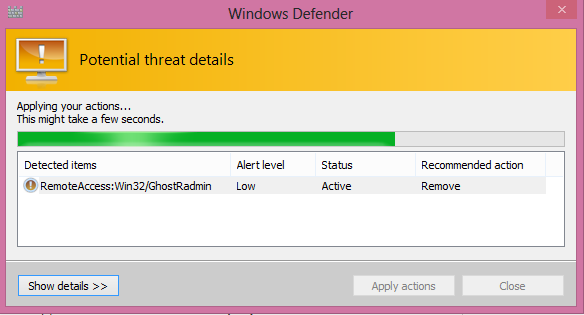 Windows Defender
Potential threat details
Applying your actions...
This might take a few seconds.
Detected items Alert level Status Recommended action
RemoteAccess:Win32/GhostRadmin Low Active Remove
Show details >> Apply actions Close